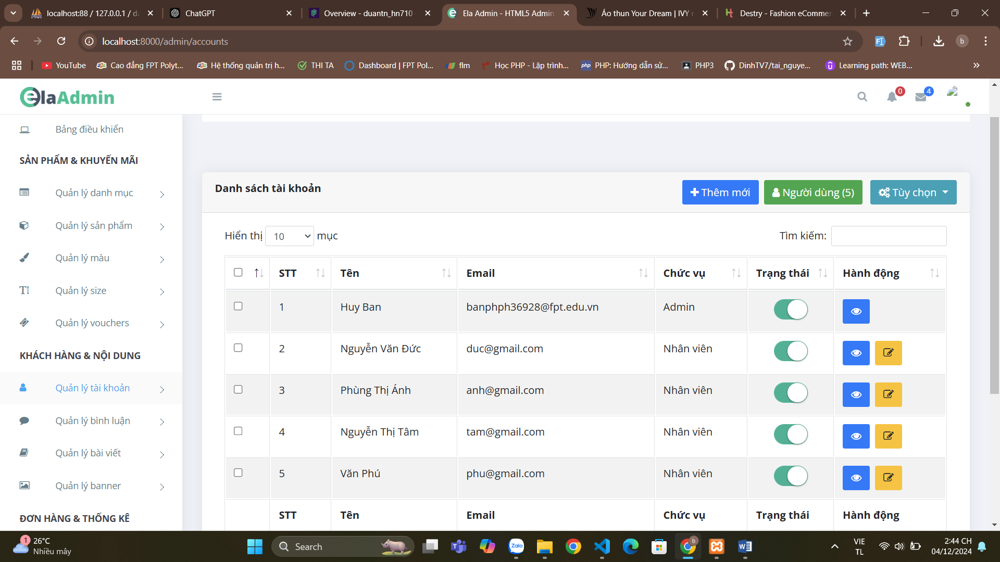 localhost:88 / 127.0.0.1 / da
ChatGPT
Overview - duantn_hn710 -
Ela Admin - HTML5 Admin
Áo thun Your Dream | IVY m
Destry - Fashion eCommer
localhost:8000/admin/accounts
b
YouTube
Cao đẳng FPT Polyt...
Hệ thống quản trị h...
THI TA
Dashboard | FPT Pol...
flm
Học PHP - Lập trình...
PHP: Hướng dẫn sử...
PHP3
DinhTV7/tai_nguye...
Learning path: WEB...
elaAdmin
0
4
Bảng điều khiển
SẢN PHẨM & KHUYẾN MÃI
Quản lý danh mục
Quản lý sản phẩm
Quản lý màu
Quản lý size
Quản lý vouchers
KHÁCH HÀNG & NỘI DUNG
Quản lý tài khoản
Quản lý bình luận
Quản lý bài viết
Quản lý banner
ĐƠN HÀNG & THỐNG KÊ
Danh sách tài khoản
Thêm mới
Người dùng (5)
Tùy chọn
Hiển thị 10 mục
Tìm kiếm:
STT Tên Email Chức vụ Trạng thái Hành động
1 Huy Ban banphph36928@fpt.edu.vn Admin
2 Nguyễn Văn Đức duc@gmail.com Nhân viên
3 Phùng Thị Ánh anh@gmail.com Nhân viên
4 Nguyễn Thị Tâm tam@gmail.com Nhân viên
5 Văn Phú phu@gmail.com Nhân viên
STT Tên Email Chức vụ Trạng thái Hành động
1
26°C
Nhiều mây
Search
Zalo
VIE
TL
2:44 CH
04/12/2024